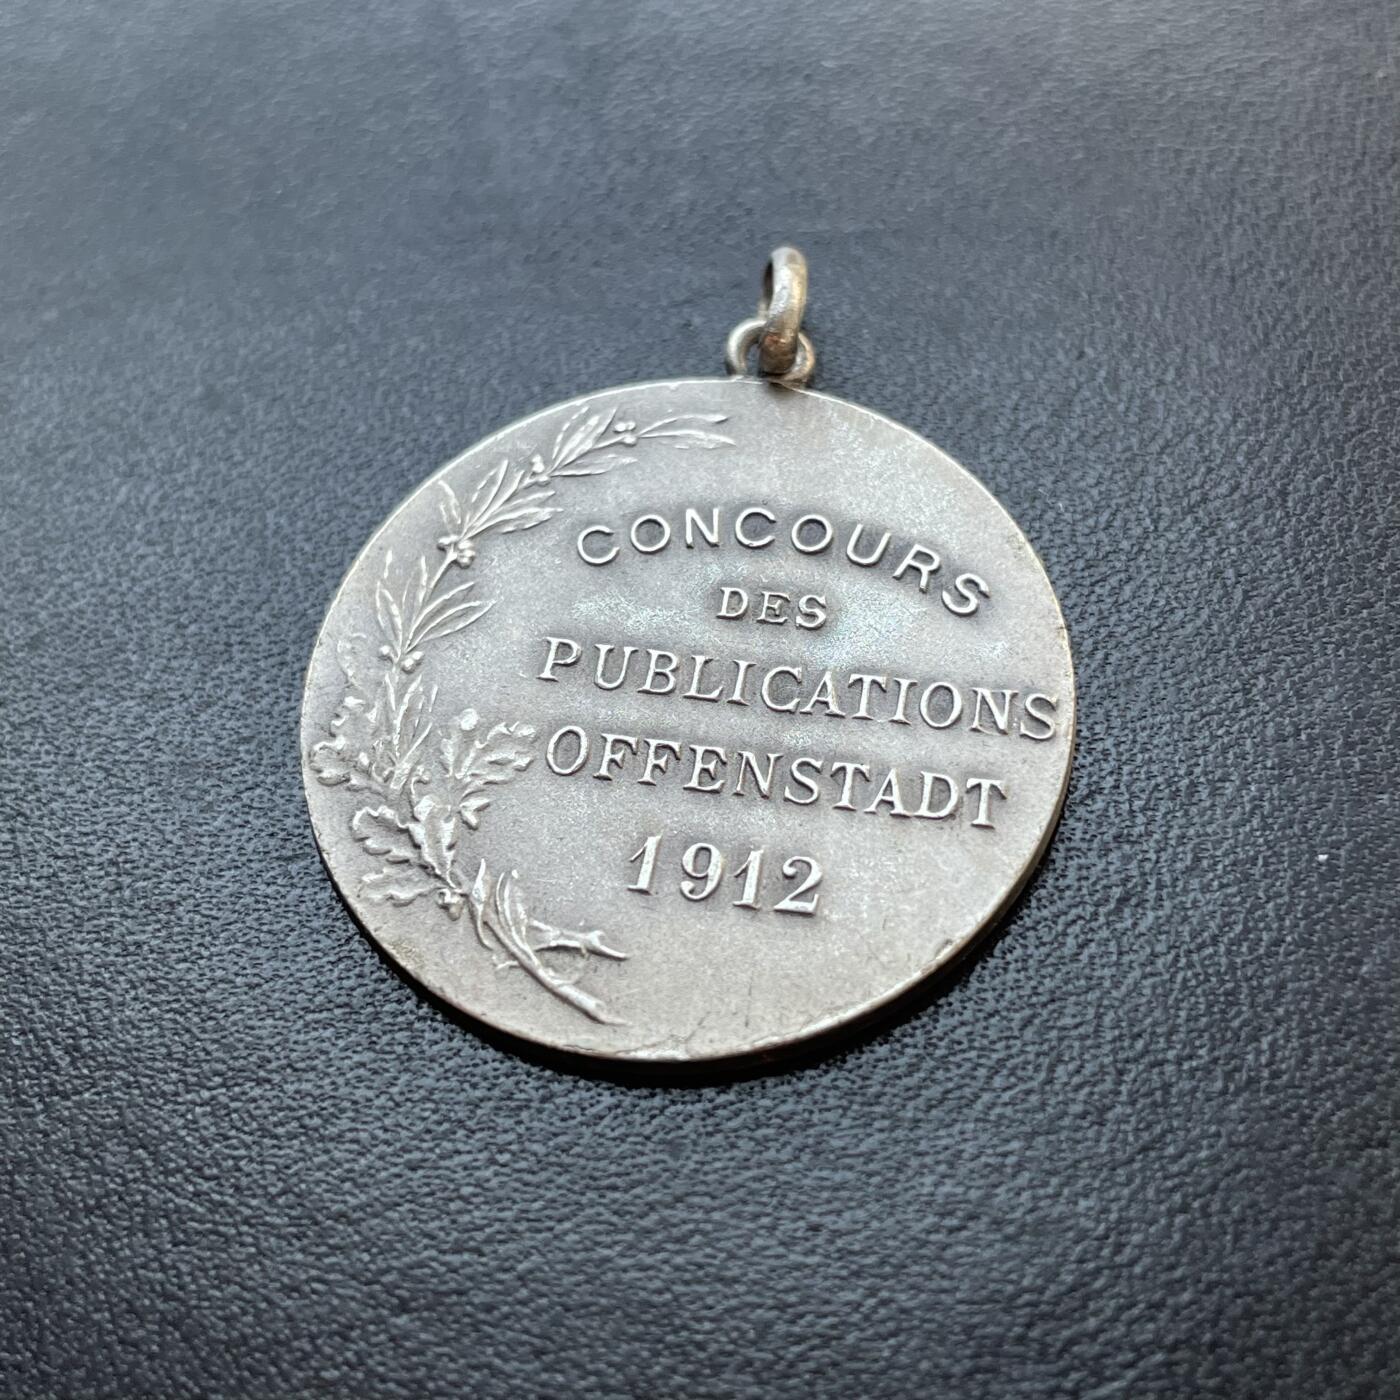 CONCOURS
DES
PUBLICATIONS
OFFENSTADT
1912